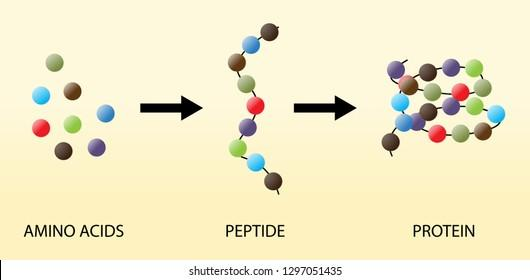 AMINO ACIDS
PEPTIDE
PROTEIN
shutterstock.com · 1297051435